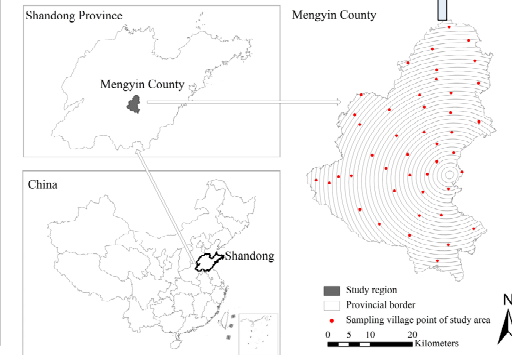 Shandong Province
Mengyin County
Mengyin County
China
Shandong
Study region
Provincial border
Sampling village point of study area
0 5 10 20
Kilometers
N